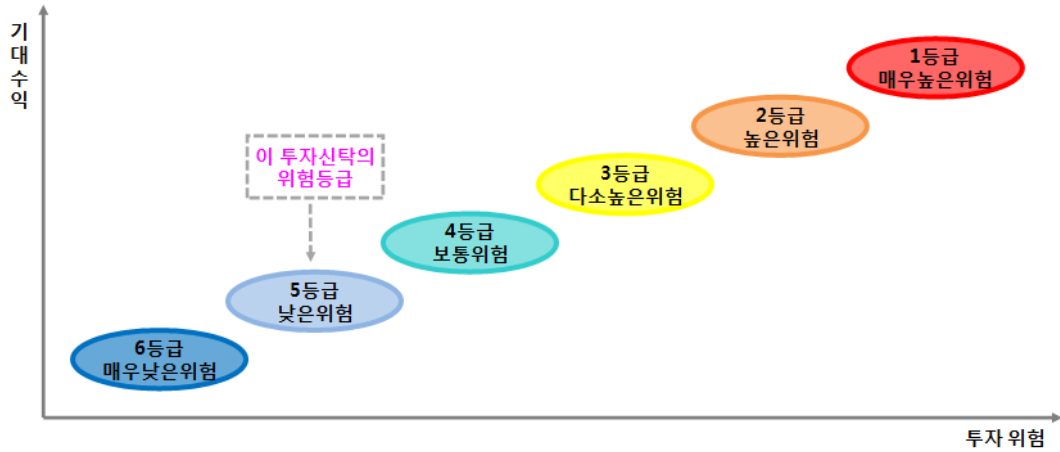 기
대
수
익
1등급
매우높은위험
2등급
높은위험
이 투자신탁의
위험등급
3등급
다소높은위험
4등급
보통위험
5등급
낮은위험
6등급
매우낮은위험
투자 위험